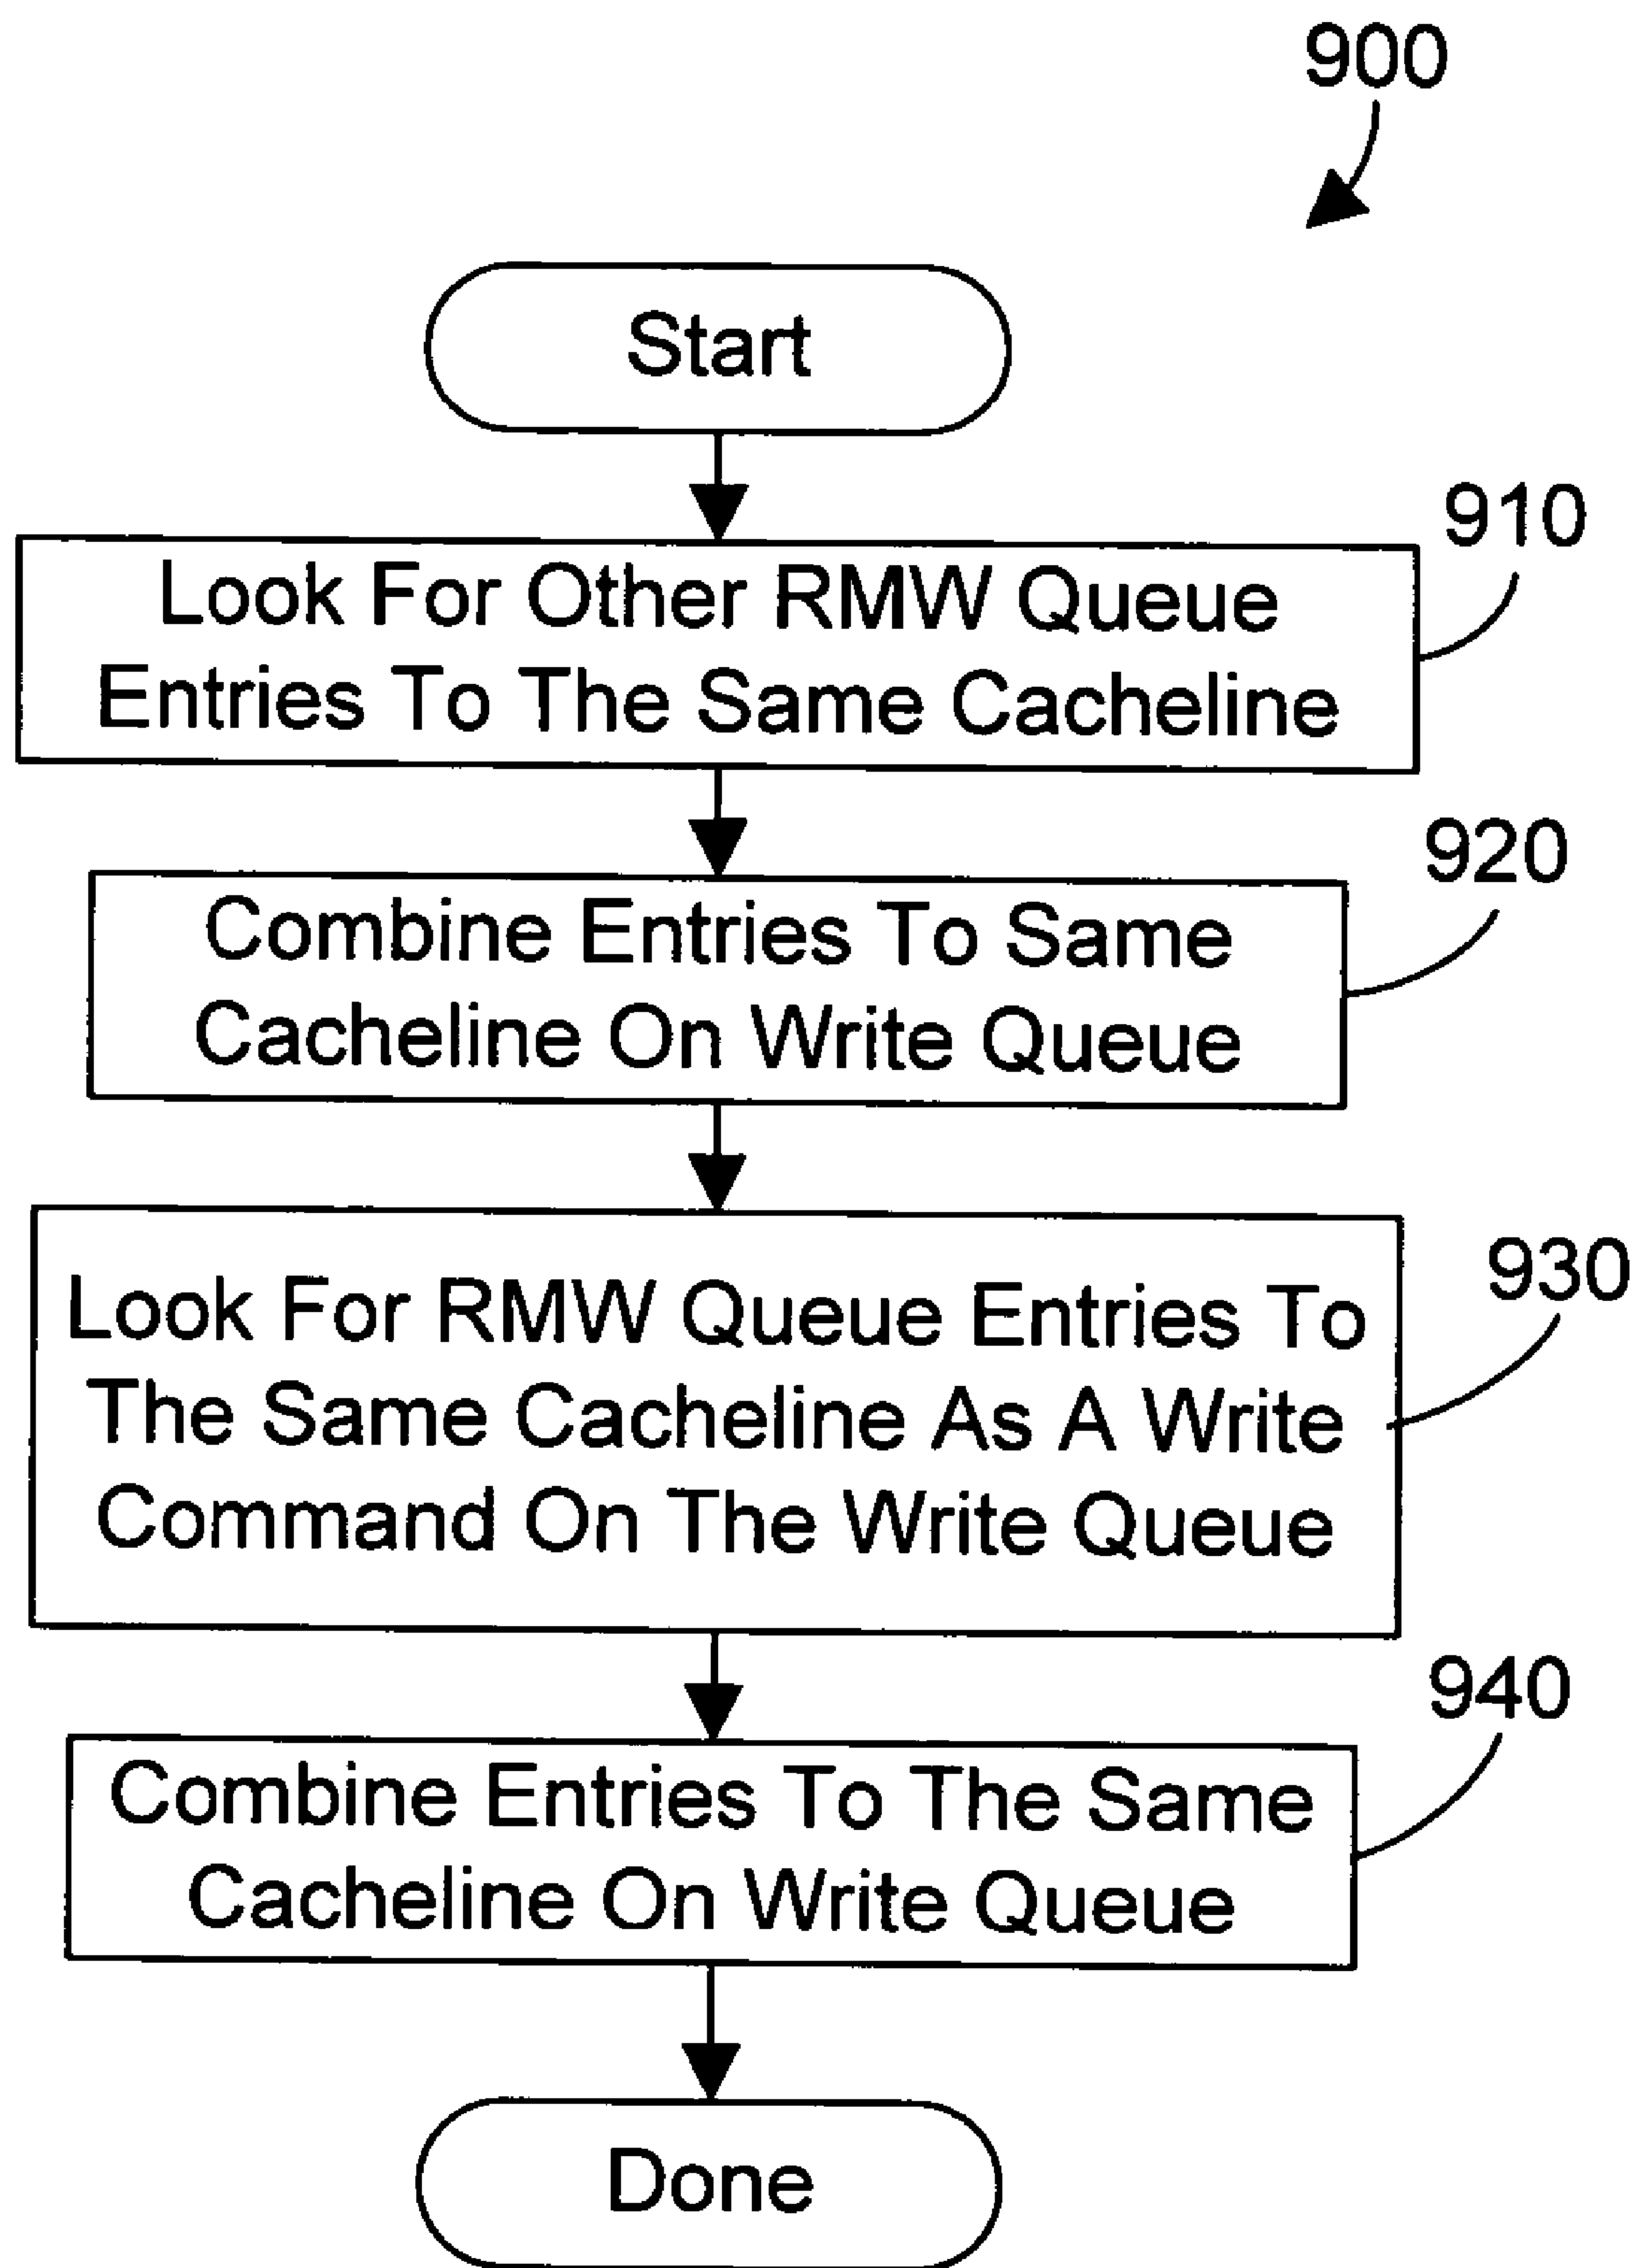 900
Start
910
Look For Other RMW Queue
Entries To The Same Cacheline
920
Combine Entries To Same
Cacheline On Write Queue
930
Look For RMW Queue Entries To
The Same Cacheline As A Write
Command On The Write Queue
940
Combine Entries To The Same
Cacheline On Write Queue
Done